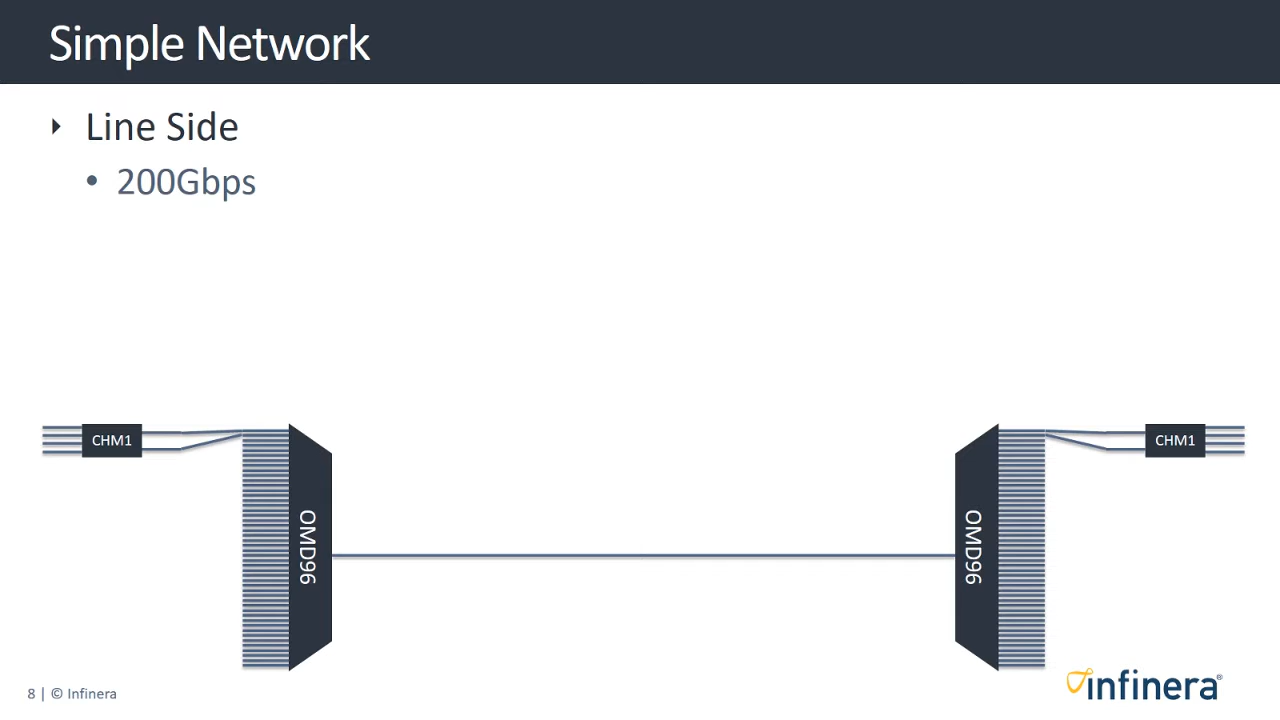 Simple Network
Line Side
• 200Gbps
CHM1
CHM1
OMD96
OMD96
8 | © Infinera
infinera®